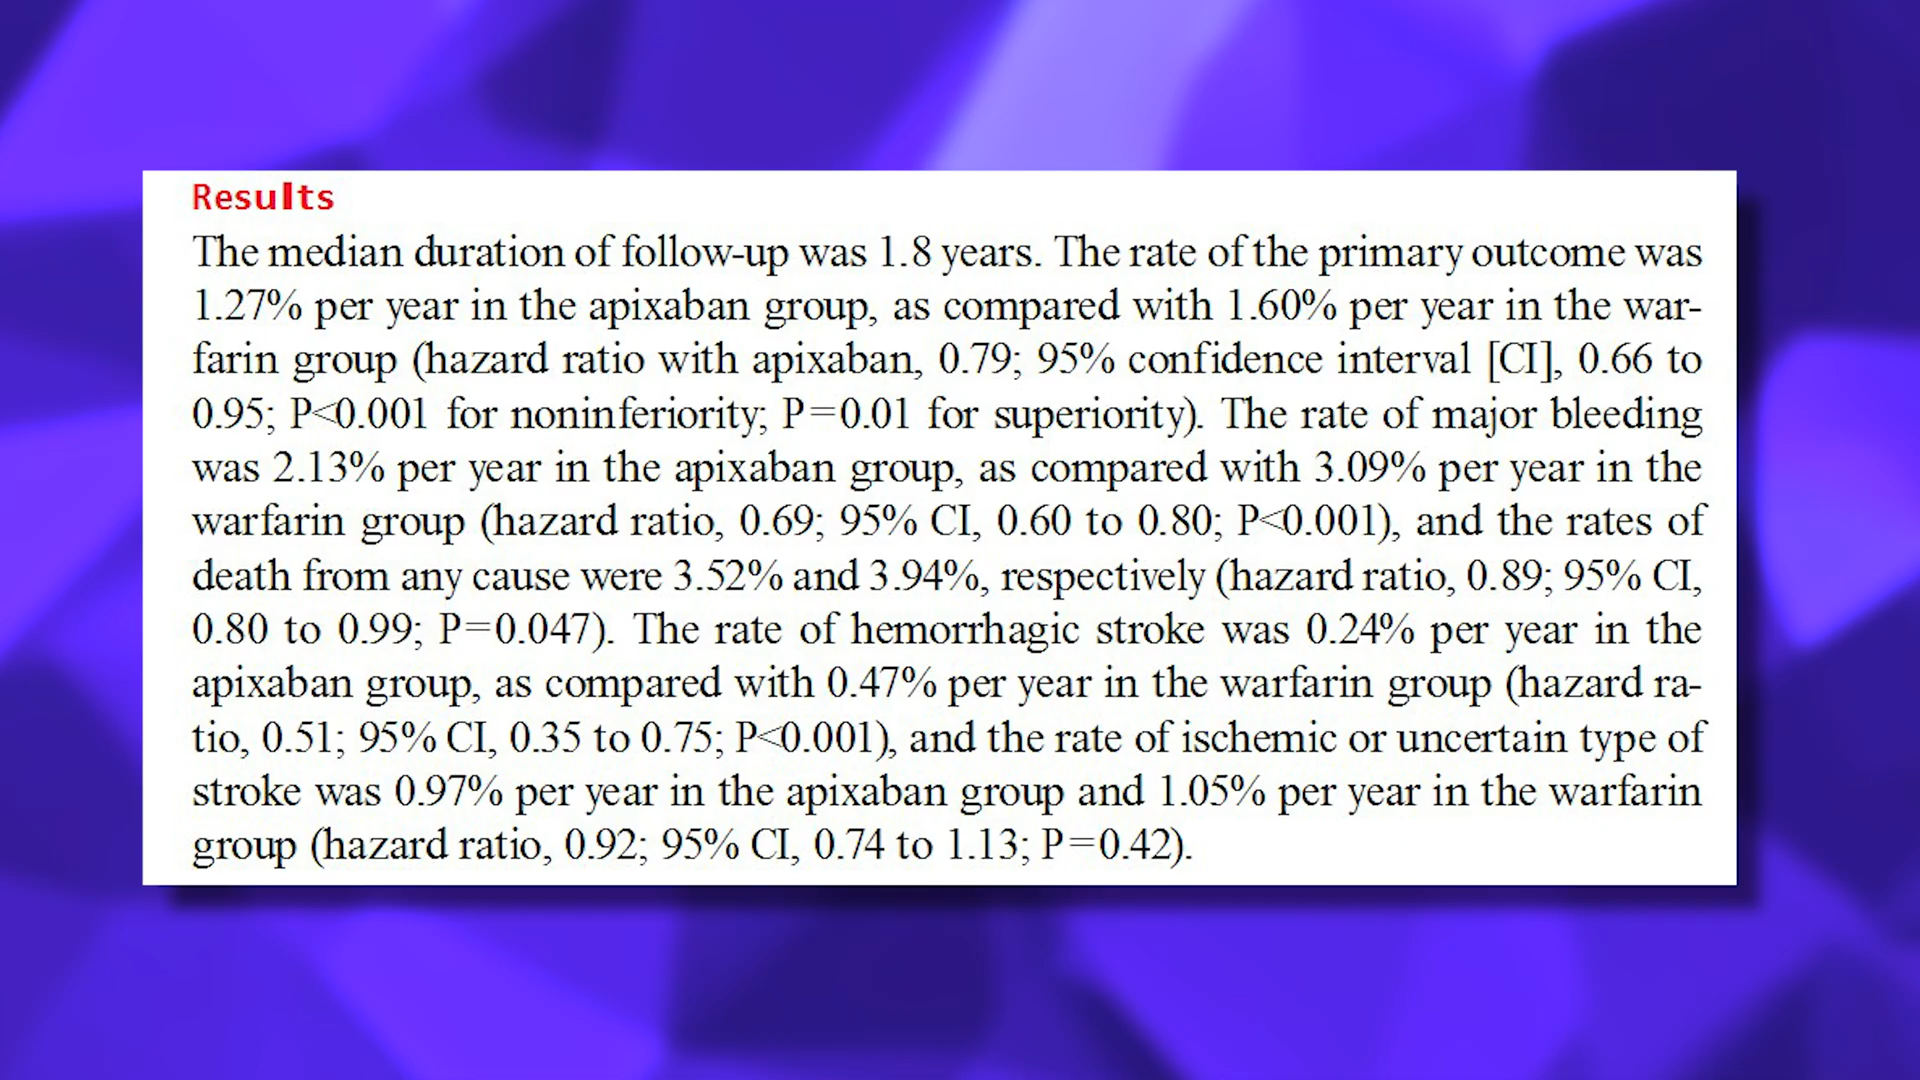 Results
The median duration of follow-up was 1.8 years. The rate of the primary outcome was
1.27% per year in the apixaban group, as compared with 1.60% per year in the war-
farin group (hazard ratio with apixaban, 0.79; 95% confidence interval [CI], 0.66 to
0.95; P<0.001 for noninferiority; P=0.01 for superiority). The rate of major bleeding
was 2.13% per year in the apixaban group, as compared with 3.09% per year in the
warfarin group (hazard ratio, 0.69; 95% CI, 0.60 to 0.80; P<0.001), and the rates of
death from any cause were 3.52% and 3.94%, respectively (hazard ratio, 0.89; 95% CI,
0.80 to 0.99; P=0.047). The rate of hemorrhagic stroke was 0.24% per year in the
apixaban group, as compared with 0.47% per year in the warfarin group (hazard ra-
tio, 0.51; 95% CI, 0.35 to 0.75; P<0.001), and the rate of ischemic or uncertain type of
stroke was 0.97% per year in the apixaban group and 1.05% per year in the warfarin
group (hazard ratio, 0.92; 95% CI, 0.74 to 1.13; P=0.42).